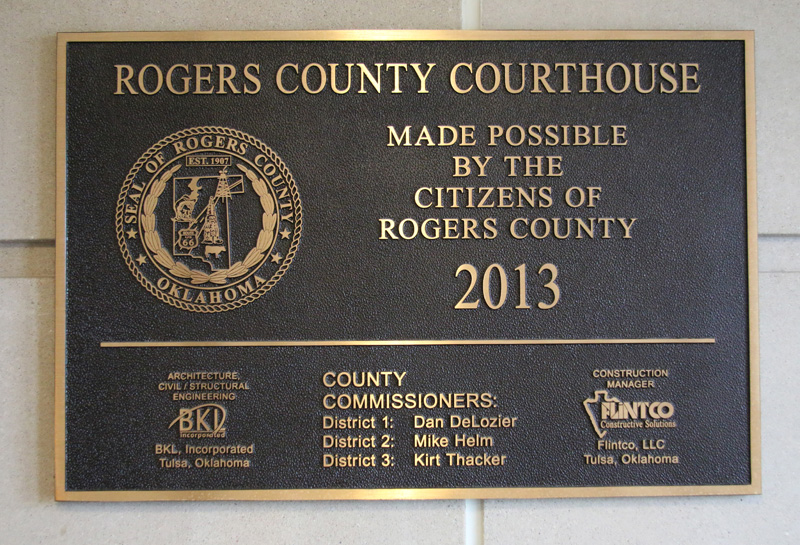 ROGERS COUNTY COURTHOUSE
SEAL OF ROGERS COUNTY
EST. 1907
66
OKLAHOMA
MADE POSSIBLE
BY THE
CITIZENS OF
ROGERS COUNTY
2013
ARCHITECTURE,
CIVIL / STRUCTURAL
ENGINEERING
BKL
Incorporated
BKL, Incorporated
Tulsa, Oklahoma
COUNTY
COMMISSIONERS:
District 1: Dan DeLozier
District 2: Mike Helm
District 3: Kirt Thacker
CONSTRUCTION
MANAGER
FLINTCO
Constructive Solutions
Flintco, LLC
Tulsa, Oklahoma